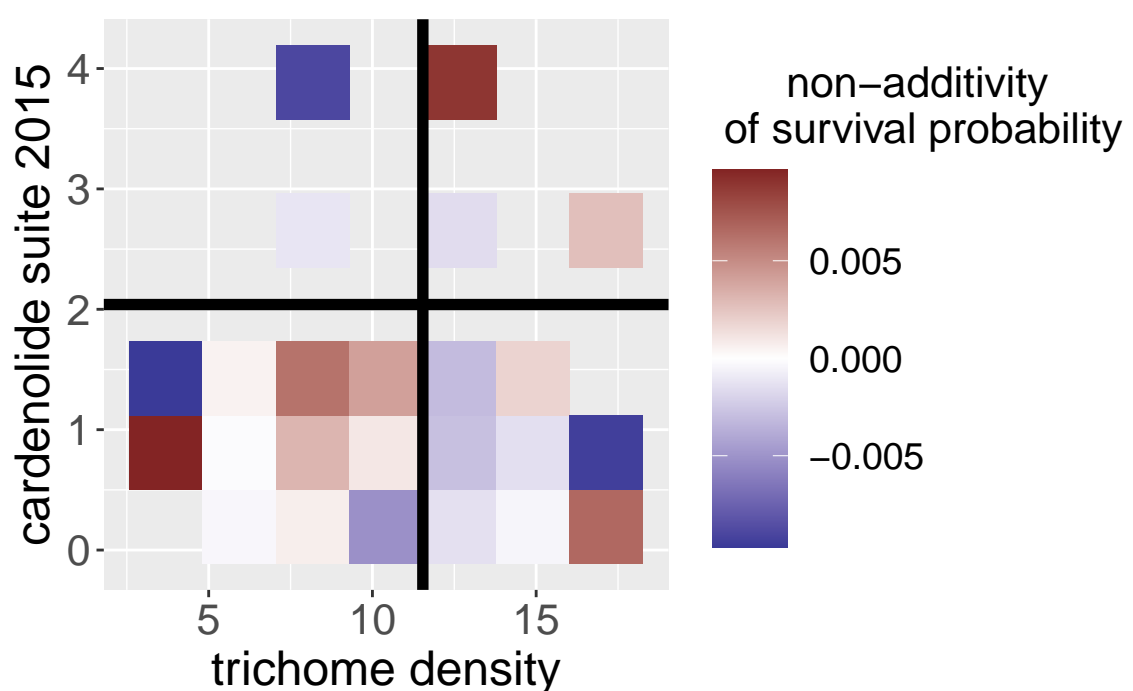 non−additivity
of survival probability
0.005
0.000
−0.005
cardenolide suite 2015
4
3
2
1
0
5
10
15
trichome density